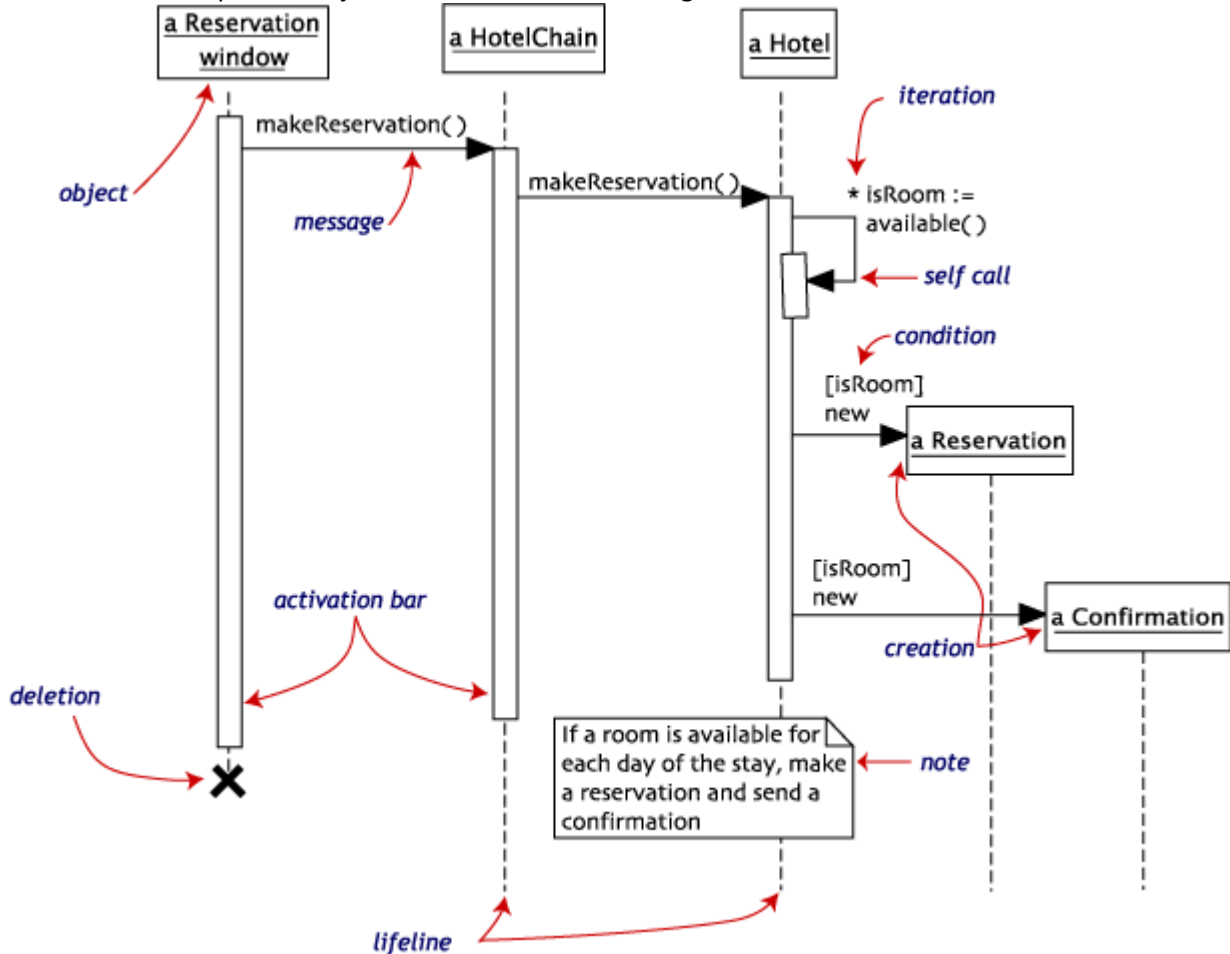 a Reservation
window
a HotelChain
a Hotel
iteration
makeReservation( )
object
message
makeReservation( )
* isRoom :=
available( )
self call
condition
[isRoom]
new
a Reservation
[isRoom]
new
a Confirmation
activation bar
creation
deletion
If a room is available for
each day of the stay, make
a reservation and send a
confirmation
note
lifeline